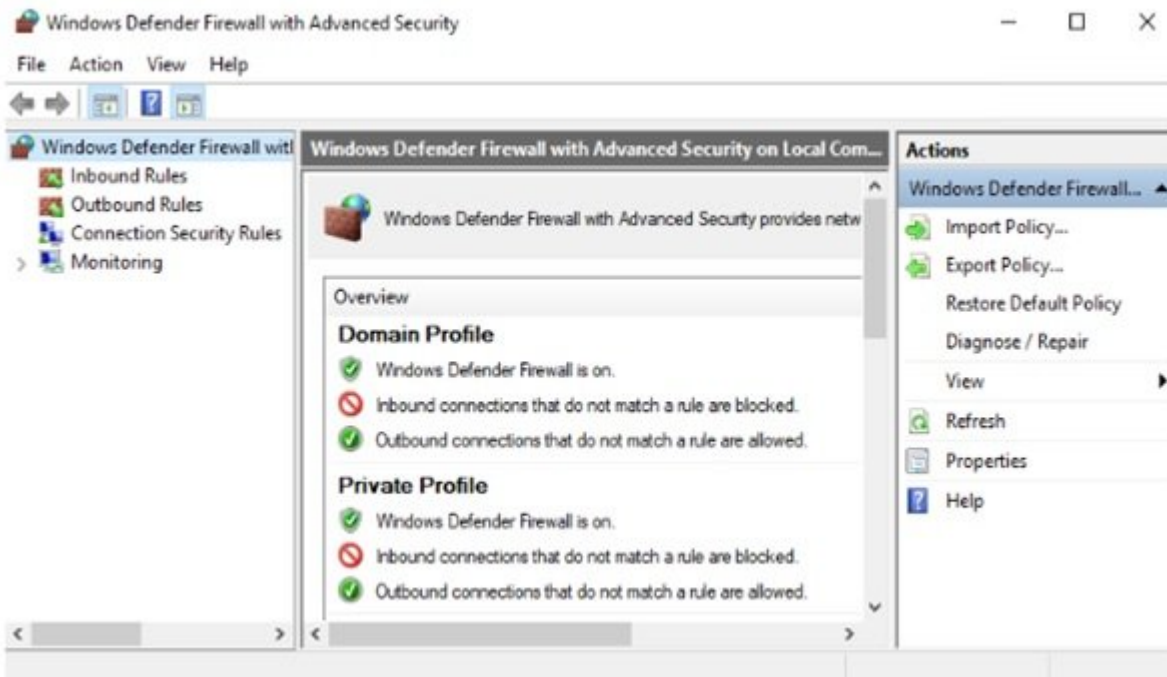 Windows Defender Firewall with Advanced Security
File Action View Help
Windows Defender Firewall witl
Inbound Rules
Outbound Rules
Connection Security Rules
Monitoring
Windows Defender Firewall with Advanced Security on Local Com...
Windows Defender Firewall with Advanced Security provides netw
Overview
Domain Profile
Windows Defender Firewall is on.
Inbound connections that do not match a rule are blocked.
Outbound connections that do not match a rule are allowed.
Private Profile
Windows Defender Firewall is on.
Inbound connections that do not match a rule are blocked.
Outbound connections that do not match a rule are allowed.
Actions
Windows Defender Firewall...
Import Policy...
Export Policy...
Restore Default Policy
Diagnose / Repair
View
Refresh
Properties
Help